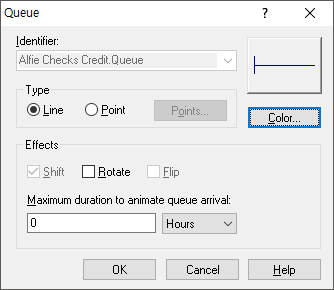 Queue
?
Identifier:
Alfie Checks Credit.Queue
Type
Line
Point
Points...
Color...
Effects
Shift
Rotate
Flip
Maximum duration to animate queue arrival:
0
Hours
OK
Cancel
Help